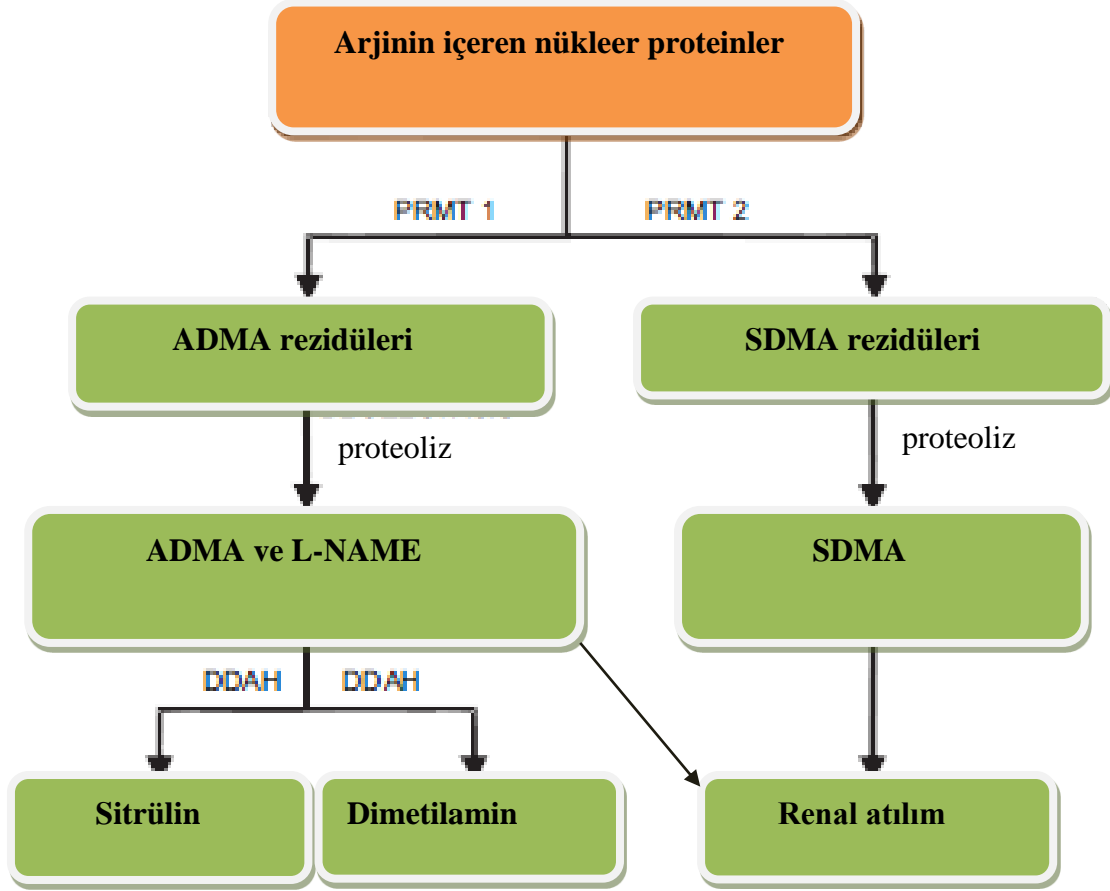 Arjinin içeren nükleer proteinler
PRMT 1
PRMT 2
ADMA rezidüleri
SDMA rezidüleri
proteoliz
proteoliz
ADMA ve L-NAME
SDMA
DDAH
DDAH
Sitrülin
Dimetilamin
Renal atılım